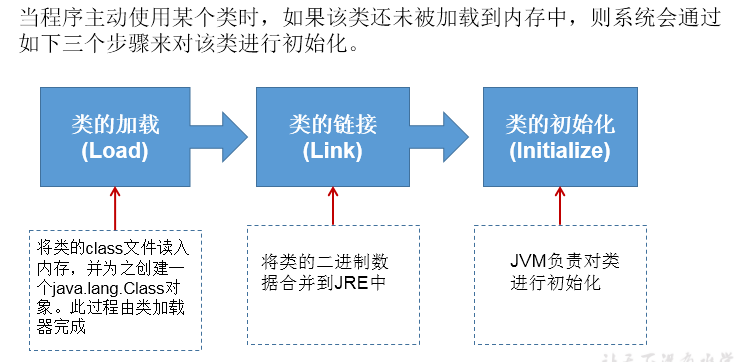 当程序主动使用某个类时，如果该类还未被加载到内存中，则系统会通过
如下三个步骤来对该类进行初始化。
类的加载
(Load)
类的链接
(Link)
类的初始化
(Initialize)
将类的class文件读入
内存，并为之创建一
个java.lang.Class对
象。此过程由类加载
器完成
将类的二进制数
据合并到JRE中
JVM负责对类
进行初始化